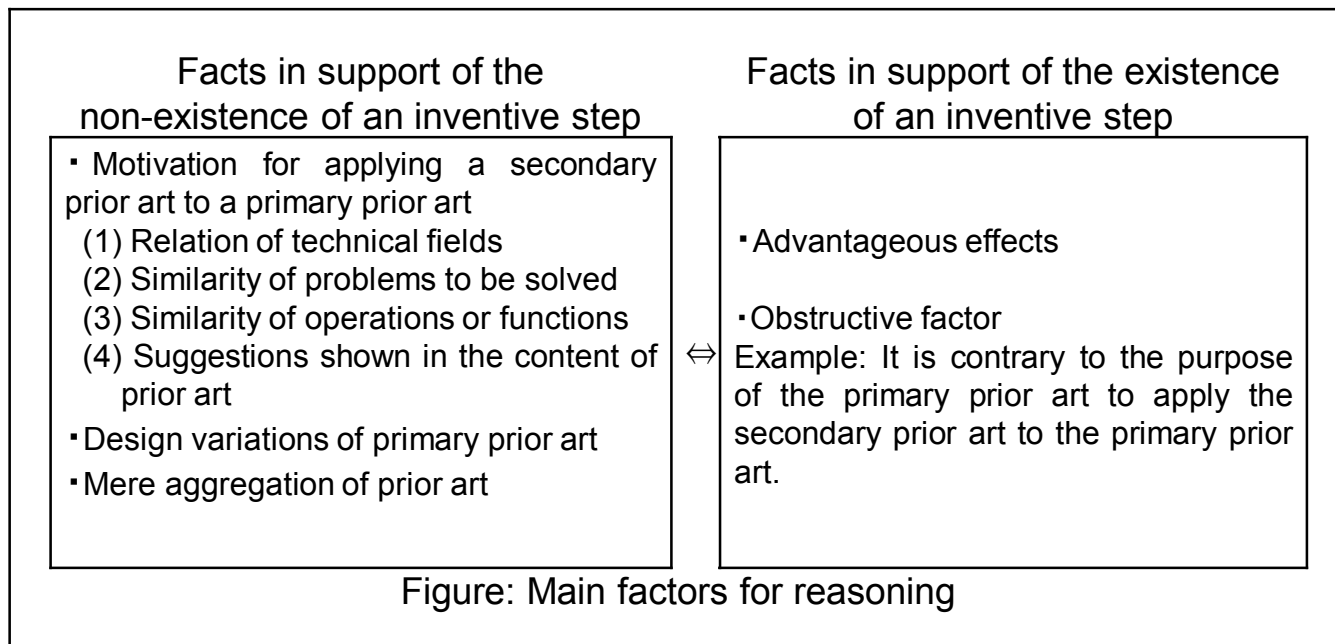 Facts in support of the
non-existence of an inventive step
・Motivation for applying a secondary
prior art to a primary prior art
(1) Relation of technical fields
(2) Similarity of problems to be solved
(3) Similarity of operations or functions
(4) Suggestions shown in the content of
prior art
・Design variations of primary prior art
・Mere aggregation of prior art
⇔
Facts in support of the existence
of an inventive step
・Advantageous effects
・Obstructive factor
Example: It is contrary to the purpose
of the primary prior art to apply the
secondary prior art to the primary prior
art.
Figure: Main factors for reasoning